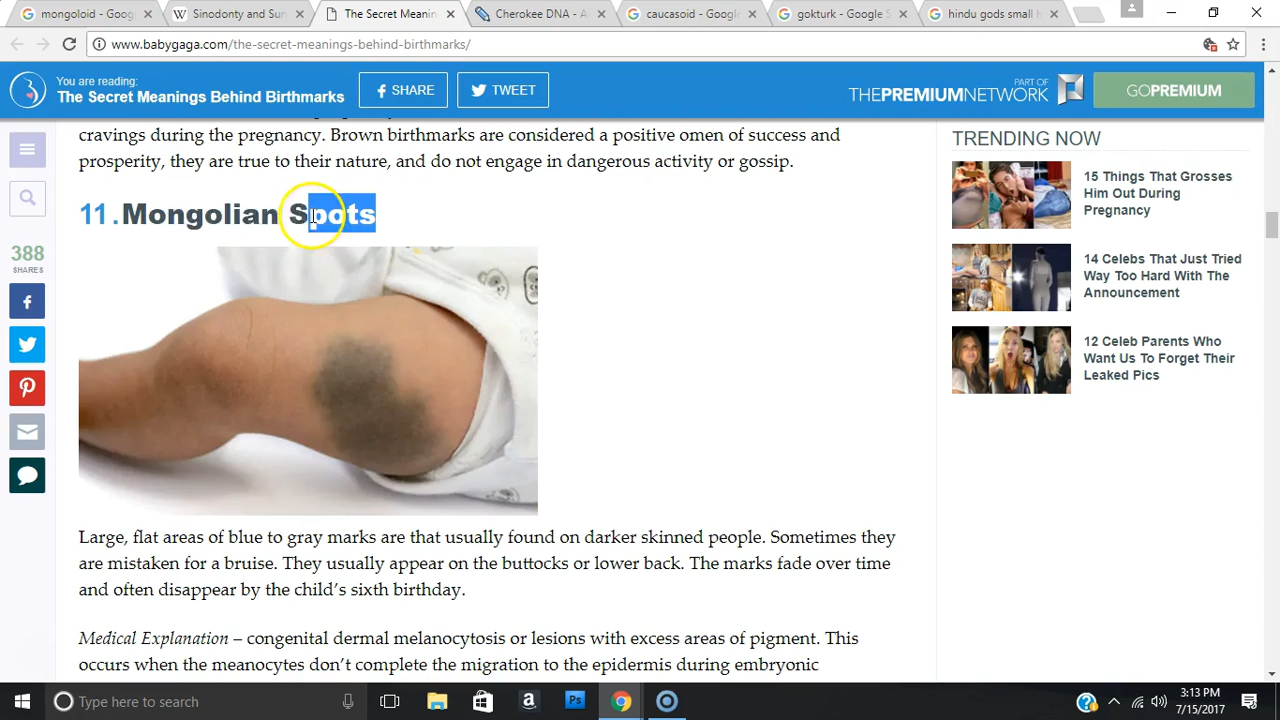 mongoloid - Goog
Sinodonty and Sun
The Secret Meanin
Cherokee DNA - A
caucasoid - Google
gokturk - Google S
hindu gods small h
www.babygaga.com/the-secret-meanings-behind-birthmarks/
You are reading:
The Secret Meanings Behind Birthmarks
SHARE
TWEET
PART OF
THEPREMIUMNETWORK
GOPREMIUM
cravings during the pregnancy. Brown birthmarks are considered a positive omen of success and
prosperity, they are true to their nature, and do not engage in dangerous activity or gossip.
11. Mongolian Spots
388
SHARES
Large, flat areas of blue to gray marks are that usually found on darker skinned people. Sometimes they
are mistaken for a bruise. They usually appear on the buttocks or lower back. The marks fade over time
and often disappear by the child's sixth birthday.
Medical Explanation – congenital dermal melanocytosis or lesions with excess areas of pigment. This
occurs when the meanocytes don't complete the migration to the epidermis during embryonic
TRENDING NOW
15 Things That Grosses
Him Out During
Pregnancy
14 Celebs That Just Tried
Way Too Hard With The
Announcement
12 Celeb Parents Who
Want Us To Forget Their
Leaked Pics
Type here to search
3:13 PM
7/15/2017